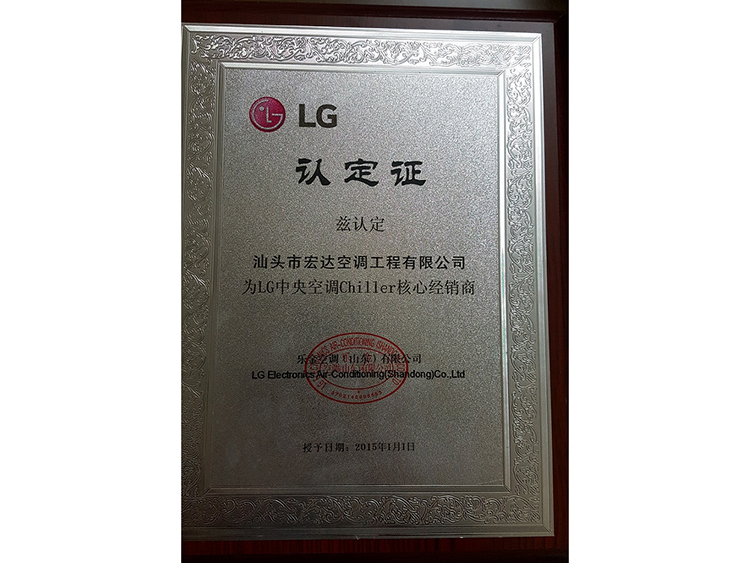 LG
认定证
兹认定
汕头市宏达空调工程有限公司
为LG中央空调Chiller核心经销商
乐金空调(山东)有限公司
LG Electronics Air-Conditioning(Shandong)Co.,Ltd
授予日期：2015年1月1日